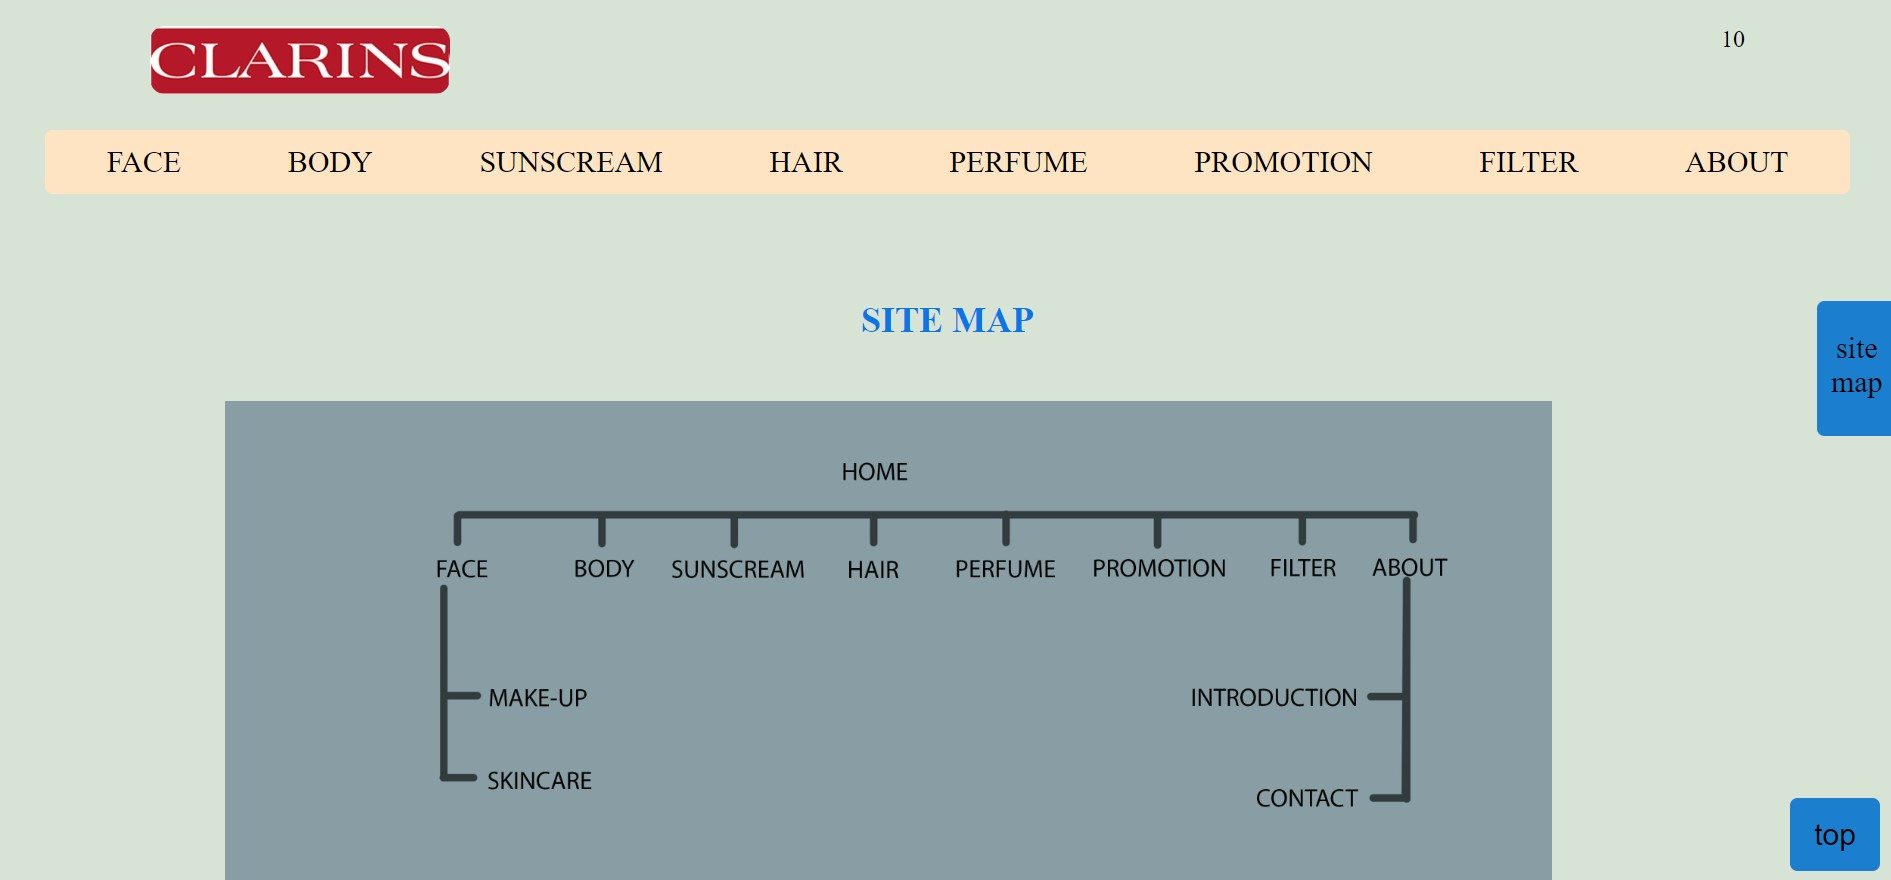 CLARINS
10
FACE BODY SUNSCREAM HAIR PERFUME PROMOTION FILTER ABOUT
SITE MAP
site
map
HOME
FACE BODY SUNSCREAM HAIR PERFUME PROMOTION FILTER ABOUT
MAKE-UP INTRODUCTION
SKINCARE
CONTACT
top